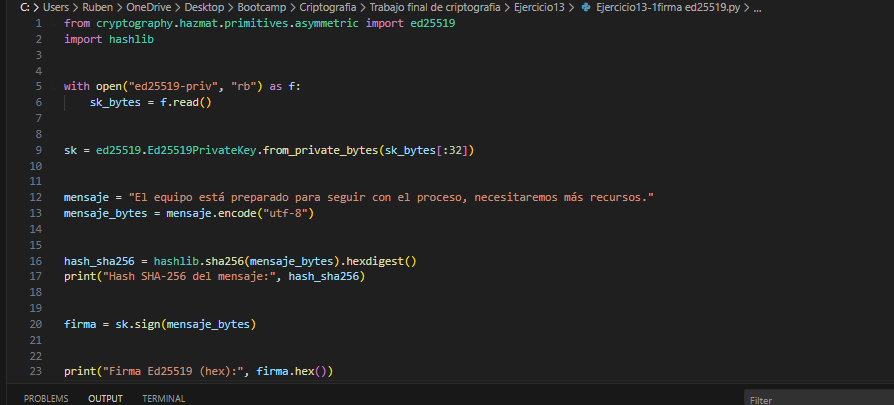 C: > Users > Ruben > OneDrive > Desktop > Bootcamp > Criptografia > Trabajo final de criptografía > Ejercicio13 > Ejercicio13-1firma ed25519.py > ...
1 from cryptography.hazmat.primitives.asymmetric import ed25519
2 import hashlib
3
4
5 with open("ed25519-priv", "rb") as f:
6     sk_bytes = f.read()
7
8
9 sk = ed25519.Ed25519PrivateKey.from_private_bytes(sk_bytes[:32])
10
11
12 mensaje = "El equipo está preparado para seguir con el proceso, necesitaremos más recursos."
13 mensaje_bytes = mensaje.encode("utf-8")
14
15
16 hash_sha256 = hashlib.sha256(mensaje_bytes).hexdigest()
17 print("Hash SHA-256 del mensaje:", hash_sha256)
18
19
20 firma = sk.sign(mensaje_bytes)
21
22
23 print("Firma Ed25519 (hex):", firma.hex())
PROBLEMS OUTPUT TERMINAL Filter